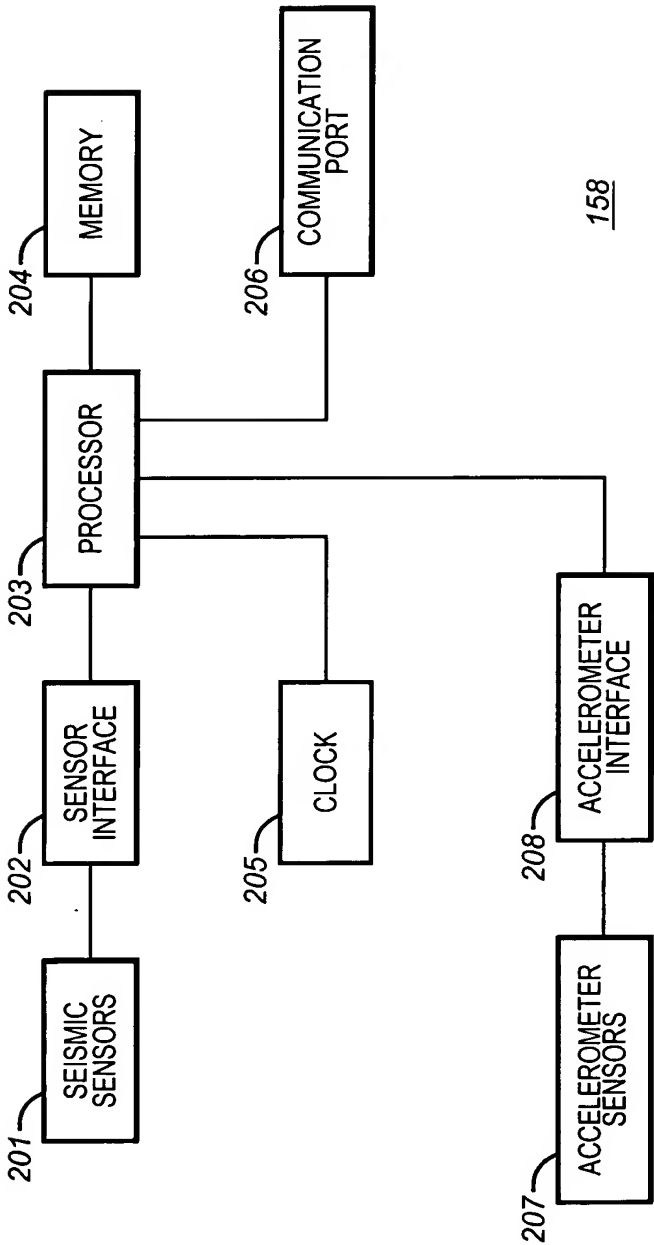 201
SEISMIC
SENSORS
202
SENSOR
INTERFACE
203
PROCESSOR
204
MEMORY
205
CLOCK
206
COMMUNICATION
PORT
207
ACCELEROMETER
SENSORS
208
ACCELEROMETER
INTERFACE
158